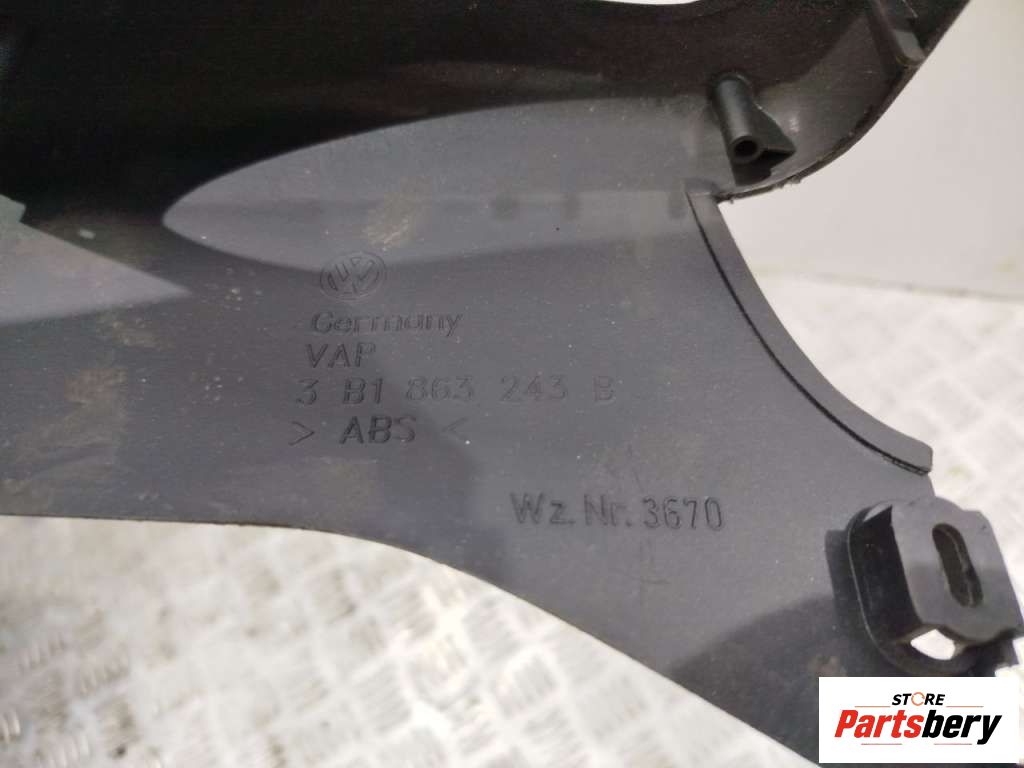 Germany
VAP
3 B1 863 243 B
> ABS <
Wz. Nr. 3670
STORE
Partsbery